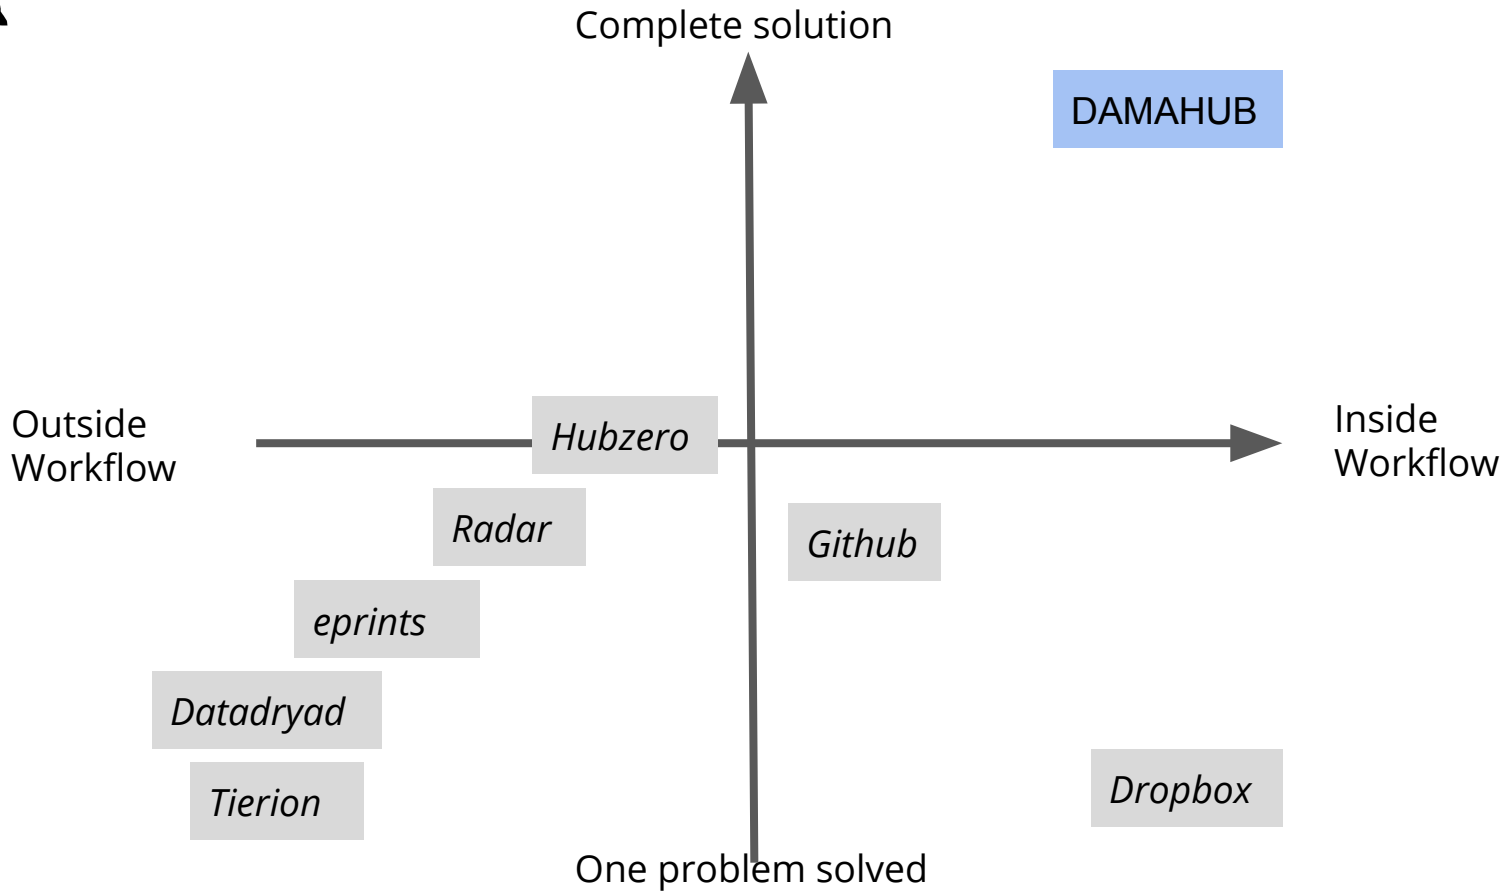 Complete solution
DAMAHUB
Outside
Workflow
Hubzero
Inside
Workflow
Radar
Github
eprints
Datadryad
Tierion
Dropbox
One problem solved